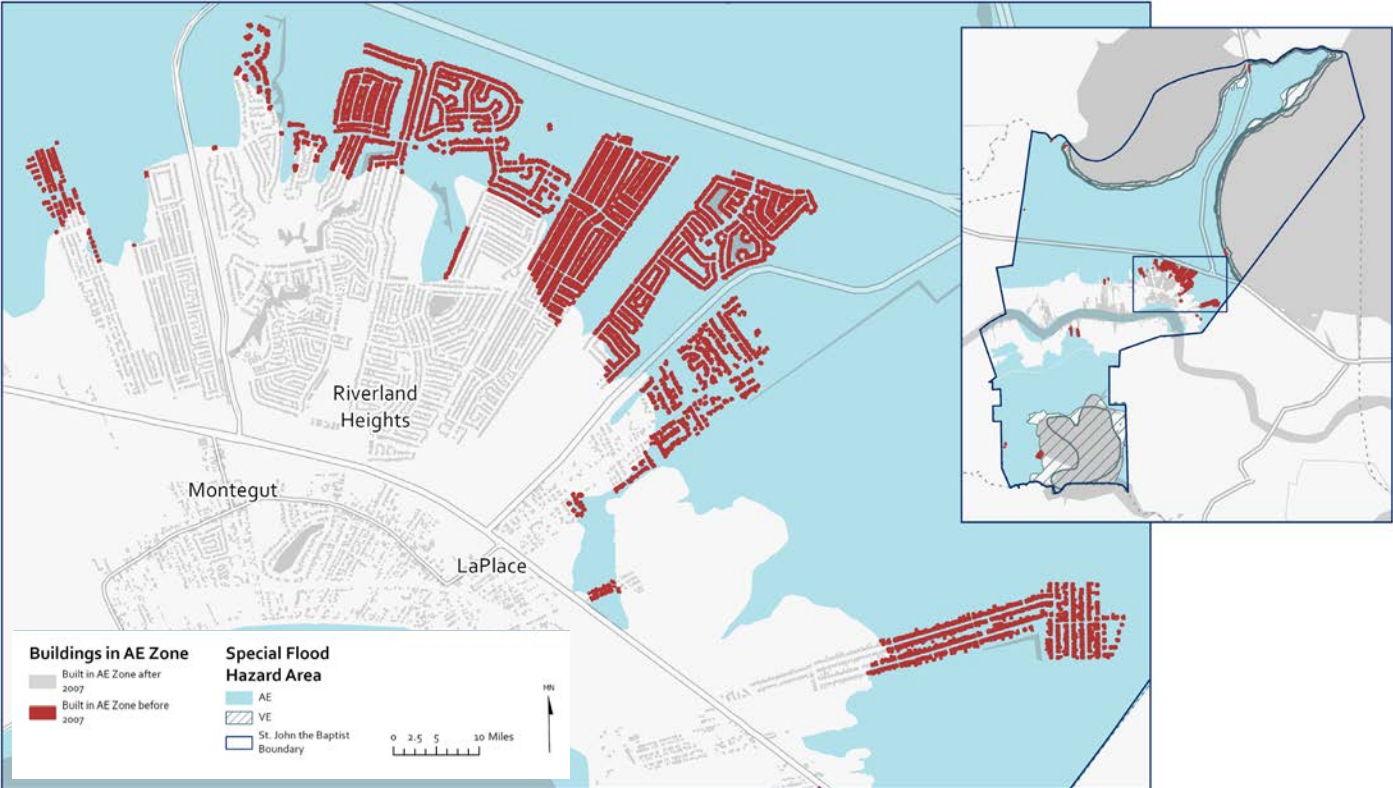 Riverland
Heights
Montegut
LaPlace
Buildings in AE Zone
Built in AE Zone after
2007
Built in AE Zone before
2007
Special Flood
Hazard Area
AE
VE
St. John the Baptist
Boundary
0 2.5 5 10 Miles
MN